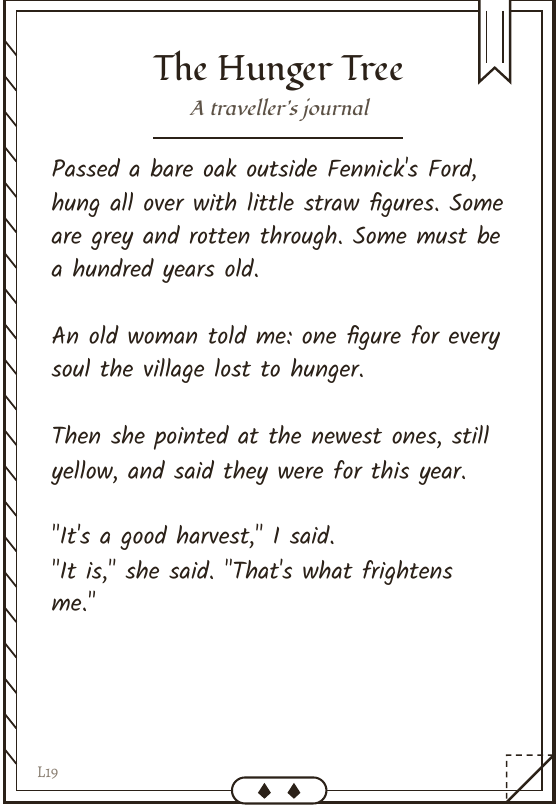 The Hunger Tree
A traveller's journal
Passed a bare oak outside Fennick's Ford,
hung all over with little straw figures. Some
are grey and rotten through. Some must be
a hundred years old.
An old woman told me: one figure for every
soul the village lost to hunger.
Then she pointed at the newest ones, still
yellow, and said they were for this year.
"It's a good harvest," I said.
"It is," she said. "That's what frightens
me."
L19